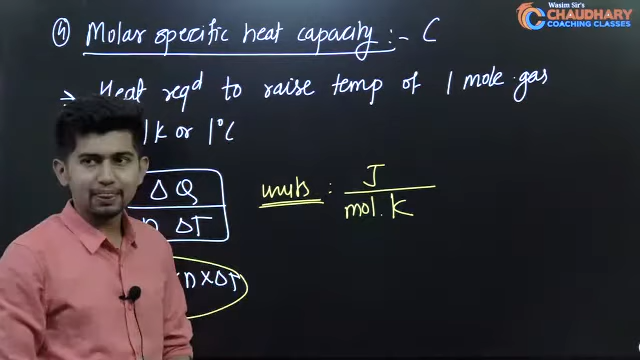 Wasim Sir's
CHAUDHARY
COACHING CLASSES
(4) Molar specific heat capacity :- C
⇒ Heat reqd to raise temp of 1 mole gas
1K or 1°C
ΔQ
ΔT
units : J
mol. K
n × ΔT